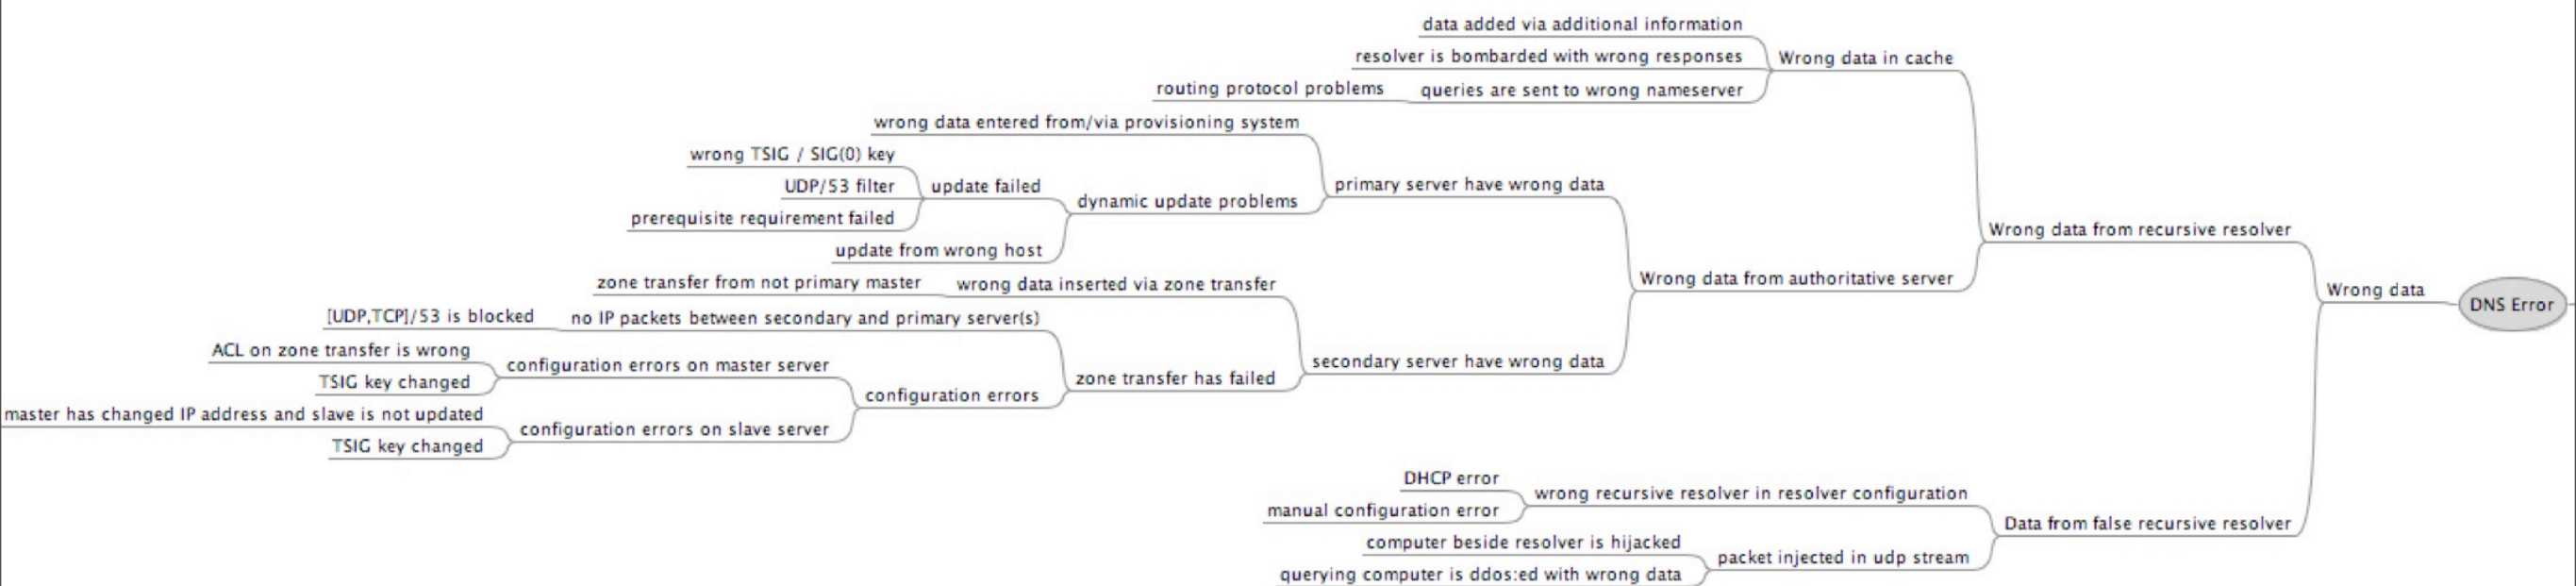 data added via additional information
resolver is bombarded with wrong responses
Wrong data in cache
routing protocol problems
queries are sent to wrong nameserver
wrong data entered from/via provisioning system
wrong TSIG / SIG(0) key
UDP/53 filter
update failed
primary server have wrong data
dynamic update problems
prerequisite requirement failed
Wrong data from recursive resolver
update from wrong host
zone transfer from not primary master
wrong data inserted via zone transfer
Wrong data from authoritative server
Wrong data
DNS Error
[UDP,TCP]/53 is blocked
no IP packets between secondary and primary server(s)
ACL on zone transfer is wrong
configuration errors on master server
secondary server have wrong data
TSIG key changed
zone transfer has failed
configuration errors
master has changed IP address and slave is not updated
configuration errors on slave server
TSIG key changed
DHCP error
wrong recursive resolver in resolver configuration
manual configuration error
Data from false recursive resolver
computer beside resolver is hijacked
packet injected in udp stream
querying computer is ddos:ed with wrong data